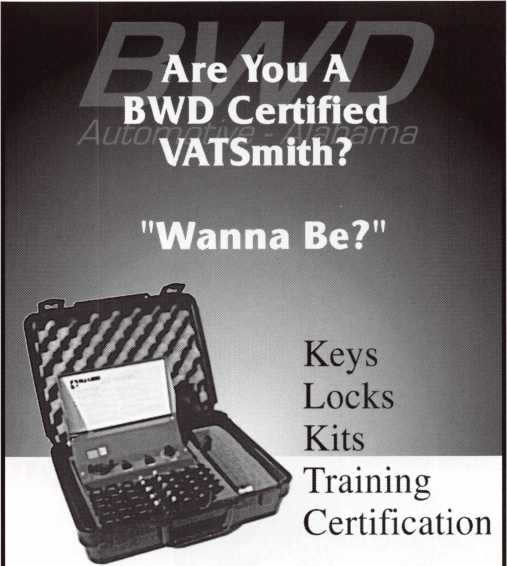 BWD
Automotive - Alabama
Are You A
BWD Certified
VATSmith?
"Wanna Be?"
Keys
Locks
Kits
Training
Certification